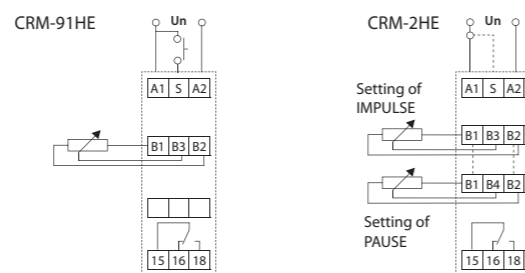 CRM-91HE
Un
A1 S A2
B1 B3 B2
15 16 18
CRM-2HE
Un
A1 S A2
Setting of
IMPULSE
B1 B3 B2
B1 B4 B2
Setting of
PAUSE
15 16 18